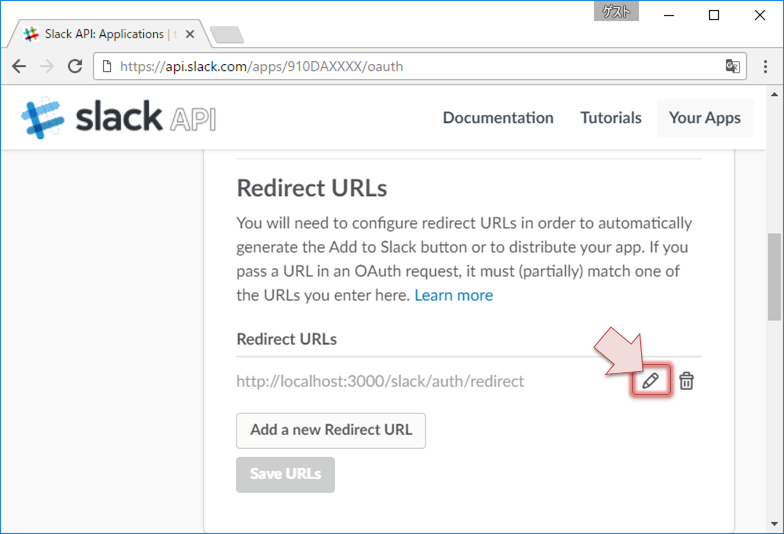 ゲスト
Slack API: Applications | t
https://api.slack.com/apps/910DAXXXX/oauth
slack API
Documentation
Tutorials
Your Apps
Redirect URLs
You will need to configure redirect URLs in order to automatically
generate the Add to Slack button or to distribute your app. If you
pass a URL in an OAuth request, it must (partially) match one of
the URLs you enter here. Learn more
Redirect URLs
http://localhost:3000/slack/auth/redirect
Add a new Redirect URL
Save URLs